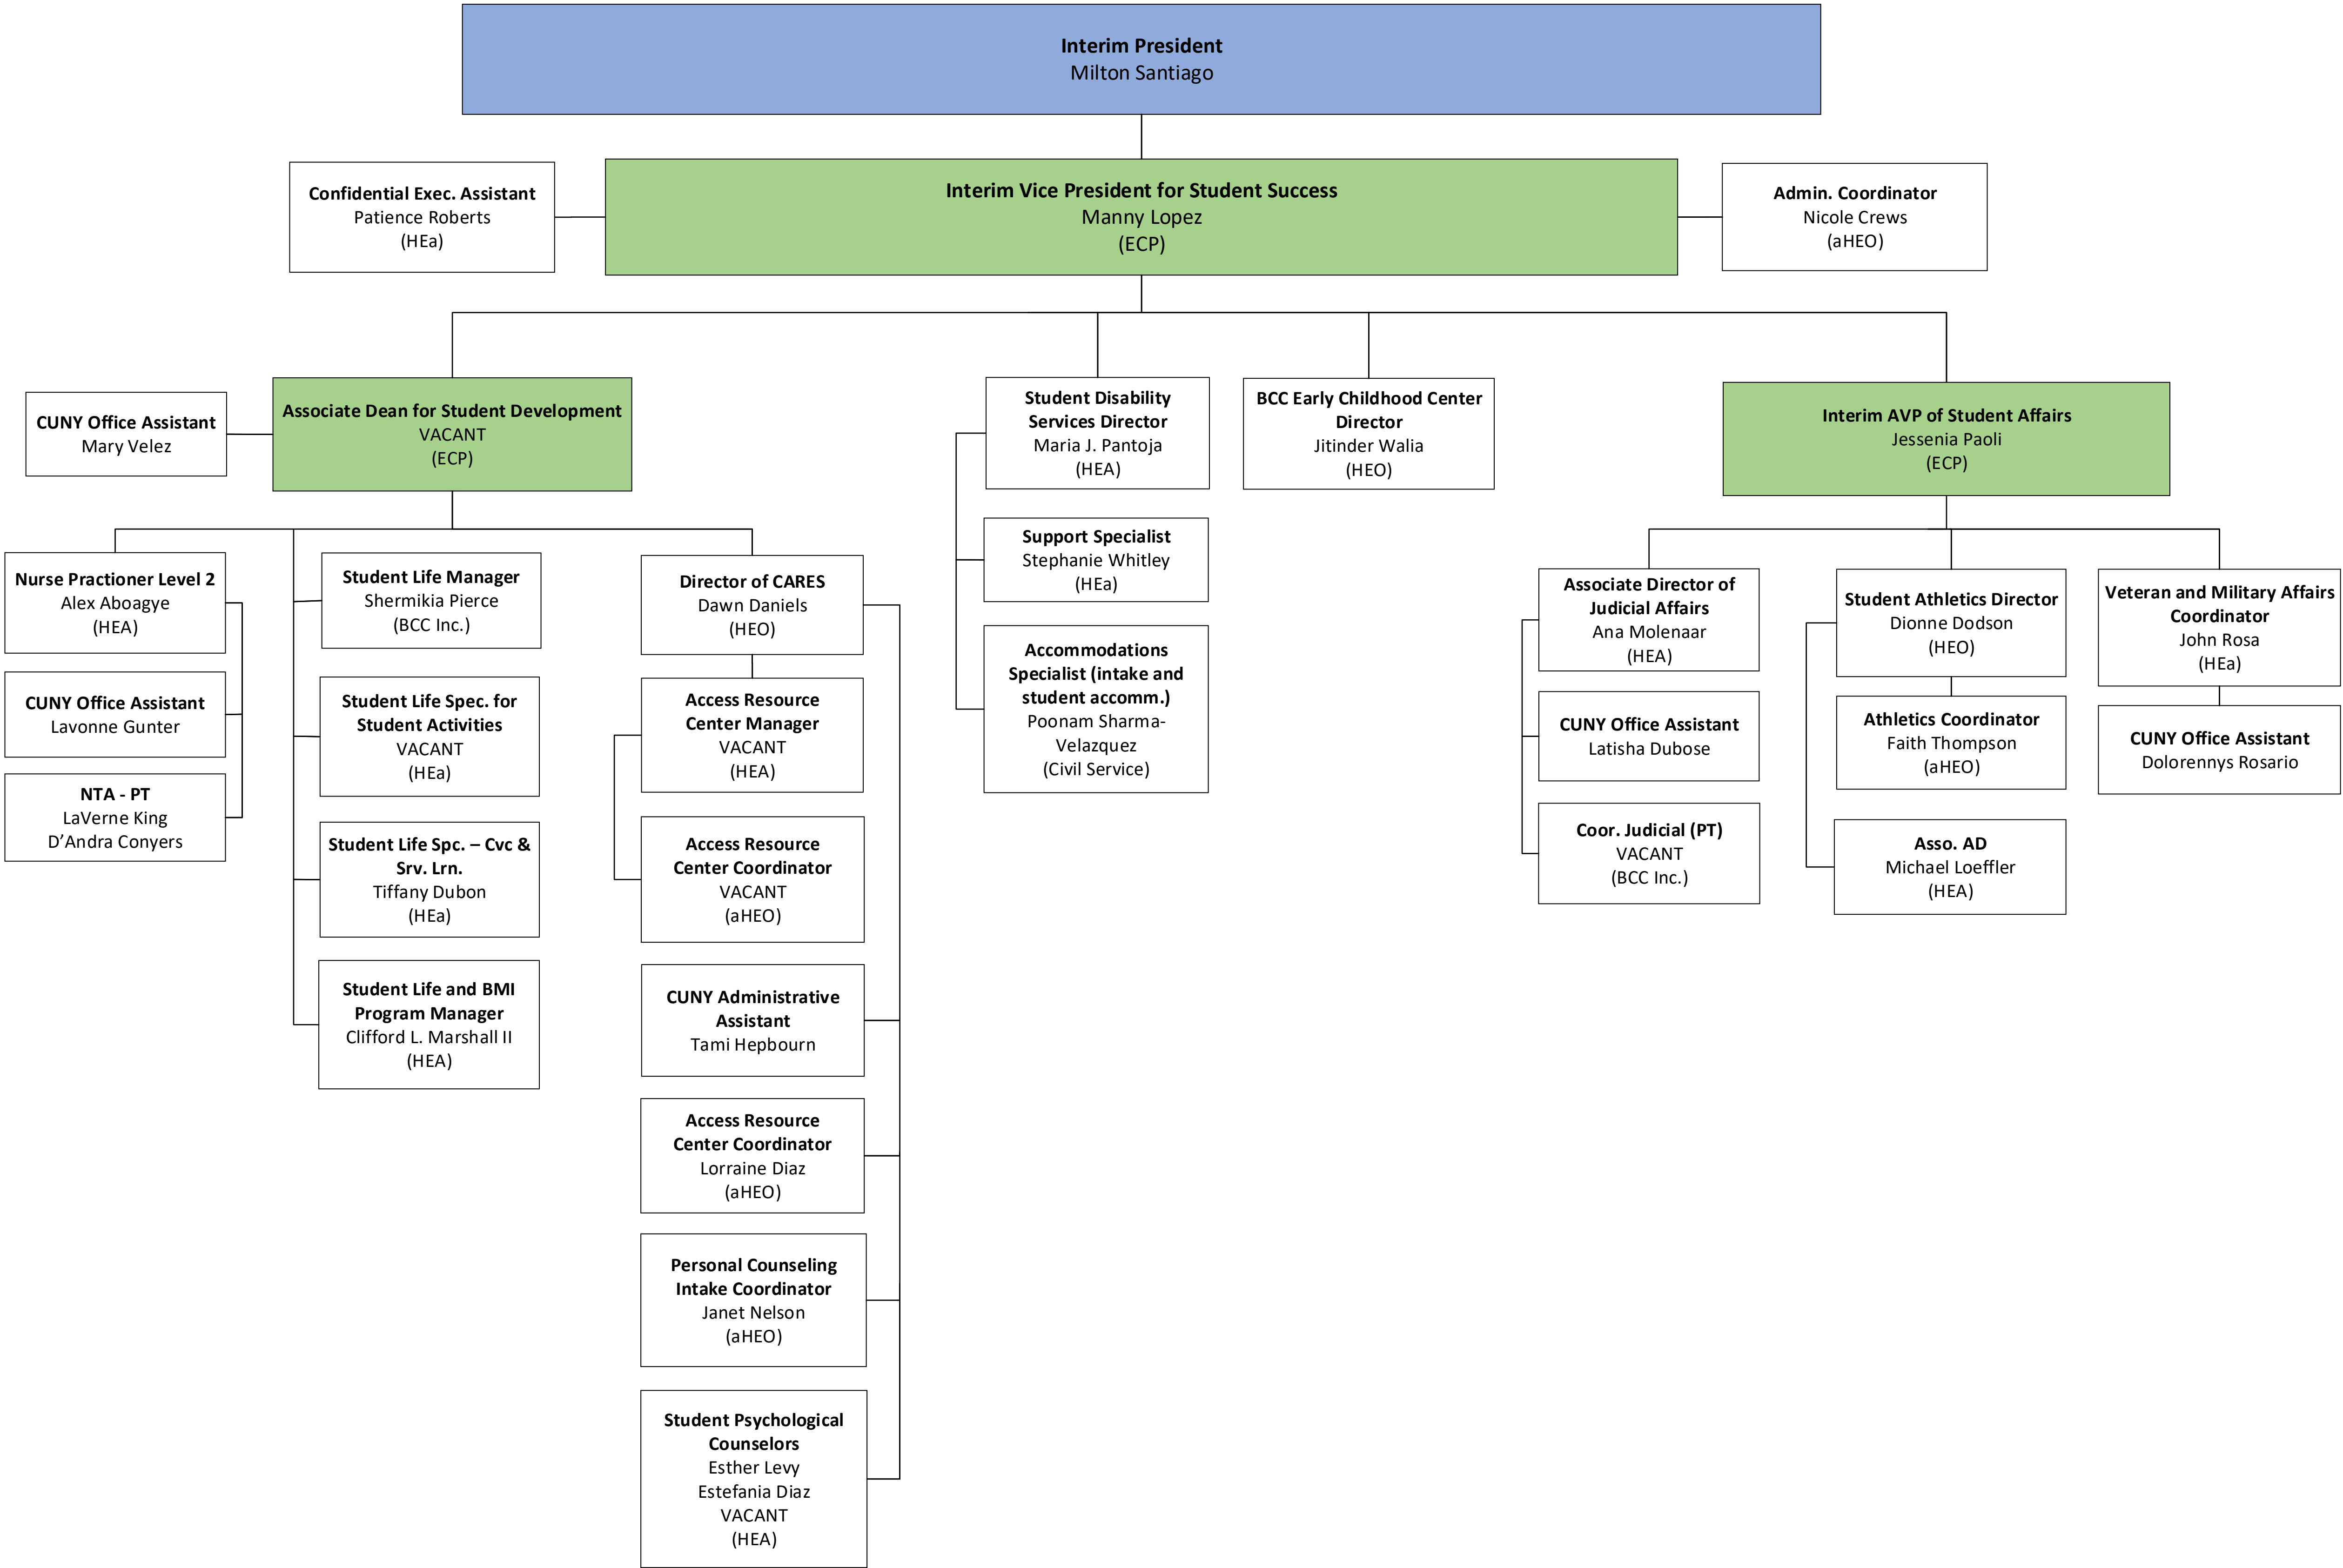 Interim President
Milton Santiago
Confidential Exec. Assistant
Patience Roberts
(HEa)
Interim Vice President for Student Success
Manny Lopez
(ECP)
Admin. Coordinator
Nicole Crews
(aHEO)
CUNY Office Assistant
Mary Velez
Associate Dean for Student Development
VACANT
(ECP)
Student Disability
Services Director
Maria J. Pantoja
(HEA)
BCC Early Childhood Center
Director
Jitinder Walia
(HEO)
Interim AVP of Student Affairs
Jessenia Paoli
(ECP)
Nurse Practioner Level 2
Alex Aboagye
(HEA)
CUNY Office Assistant
Lavonne Gunter
NTA - PT
LaVerne King
D’Andra Conyers
Student Life Manager
Shermikia Pierce
(BCC Inc.)
Student Life Spec. for
Student Activities
VACANT
(HEa)
Student Life Spc. – Cvc &
Srv. Lrn.
Tiffany Dubon
(HEa)
Student Life and BMI
Program Manager
Clifford L. Marshall II
(HEA)
Director of CARES
Dawn Daniels
(HEO)
Access Resource
Center Manager
VACANT
(HEA)
Access Resource
Center Coordinator
VACANT
(aHEO)
CUNY Administrative
Assistant
Tami Hepbourn
Access Resource
Center Coordinator
Lorraine Diaz
(aHEO)
Personal Counseling
Intake Coordinator
Janet Nelson
(aHEO)
Student Psychological
Counselors
Esther Levy
Estefania Diaz
VACANT
(HEA)
Support Specialist
Stephanie Whitley
(HEa)
Accommodations
Specialist (intake and
student accomm.)
Poonam Sharma-
Velazquez
(Civil Service)
Associate Director of
Judicial Affairs
Ana Molenaar
(HEA)
CUNY Office Assistant
Latisha Dubose
Coor. Judicial (PT)
VACANT
(BCC Inc.)
Student Athletics Director
Dionne Dodson
(HEO)
Athletics Coordinator
Faith Thompson
(aHEO)
Asso. AD
Michael Loeffler
(HEA)
Veteran and Military Affairs
Coordinator
John Rosa
(HEa)
CUNY Office Assistant
Dolorennys Rosario